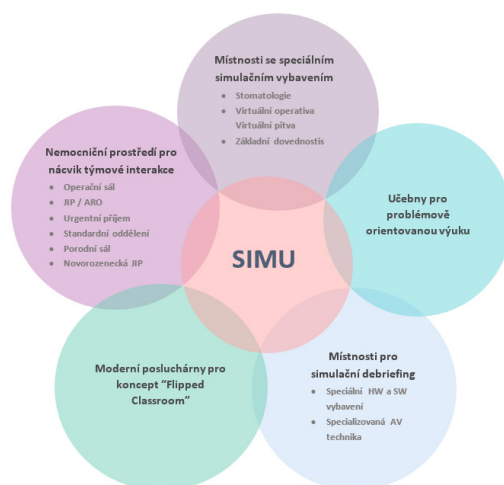 Místnosti se speciálním
simulačním vybavením
Stomatologie
Virtuální operativa
Virtuální pitva
Základní dovednostis
Nemocniční prostředí pro
nácvik týmové interakce
Operační sál
JIP / ARO
Urgentní příjem
Standardní oddělení
Porodní sál
Novorozenecká JIP
Učebny pro
problémově
orientovanou výuku
SIMU
Moderní posluchárny pro
koncept “Flipped
Classroom”
Místnosti pro
simulační debriefing
Speciální HW a SW
vybavení
Specializovaná AV
technika